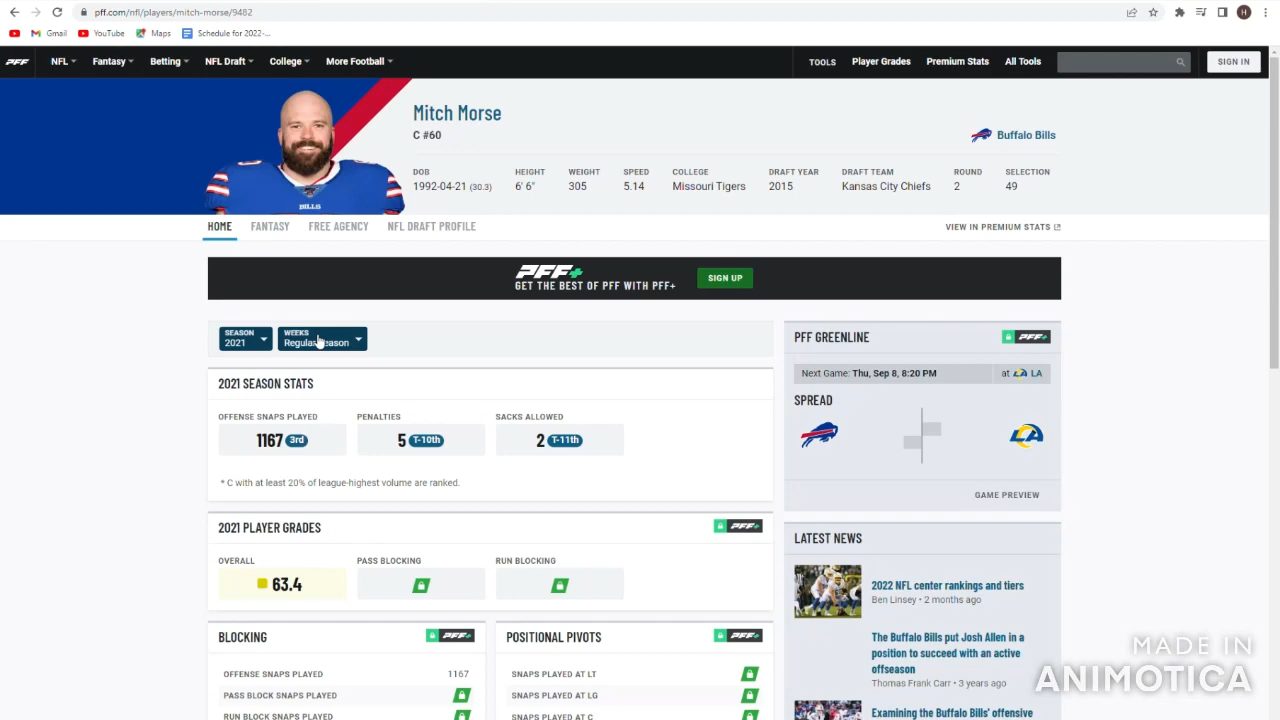 pff.com/nfl/players/mitch-morse/9482
H
Gmail
YouTube
Maps
Schedule for 2022-...
PFF
NFL
Fantasy
Betting
NFL Draft
College
More Football
TOOLS
Player Grades
Premium Stats
All Tools
SIGN IN
Mitch Morse
C #60
Buffalo Bills
DOB
1992-04-21 (30.3)
HEIGHT
6' 6"
WEIGHT
305
SPEED
5.14
COLLEGE
Missouri Tigers
DRAFT YEAR
2015
DRAFT TEAM
Kansas City Chiefs
ROUND
2
SELECTION
49
BILLS
HOME
FANTASY
FREE AGENCY
NFL DRAFT PROFILE
VIEW IN PREMIUM STATS
PFF+
GET THE BEST OF PFF WITH PFF+
SIGN UP
SEASON
2021
WEEKS
Regular Season
2021 SEASON STATS
OFFENSE SNAPS PLAYED
1167 3rd
PENALTIES
5 T-10th
SACKS ALLOWED
2 T-11th
* C with at least 20% of league-highest volume are ranked.
2021 PLAYER GRADES
PFF+
OVERALL
63.4
PASS BLOCKING
RUN BLOCKING
BLOCKING
PFF+
OFFENSE SNAPS PLAYED 1167
PASS BLOCK SNAPS PLAYED
RUN BLOCK SNAPS PLAYED
POSITIONAL PIVOTS
PFF+
SNAPS PLAYED AT LT
SNAPS PLAYED AT LG
SNAPS PLAYED AT C
PFF GREENLINE
PFF+
Next Game: Thu, Sep 8, 8:20 PM
at LA
SPREAD
GAME PREVIEW
LATEST NEWS
2022 NFL center rankings and tiers
Ben Linsey • 2 months ago
The Buffalo Bills put Josh Allen in a
position to succeed with an active
offseason
Thomas Frank Carr • 3 years ago
Examining the Buffalo Bills' offensive
MADE IN
ANIMOTICA